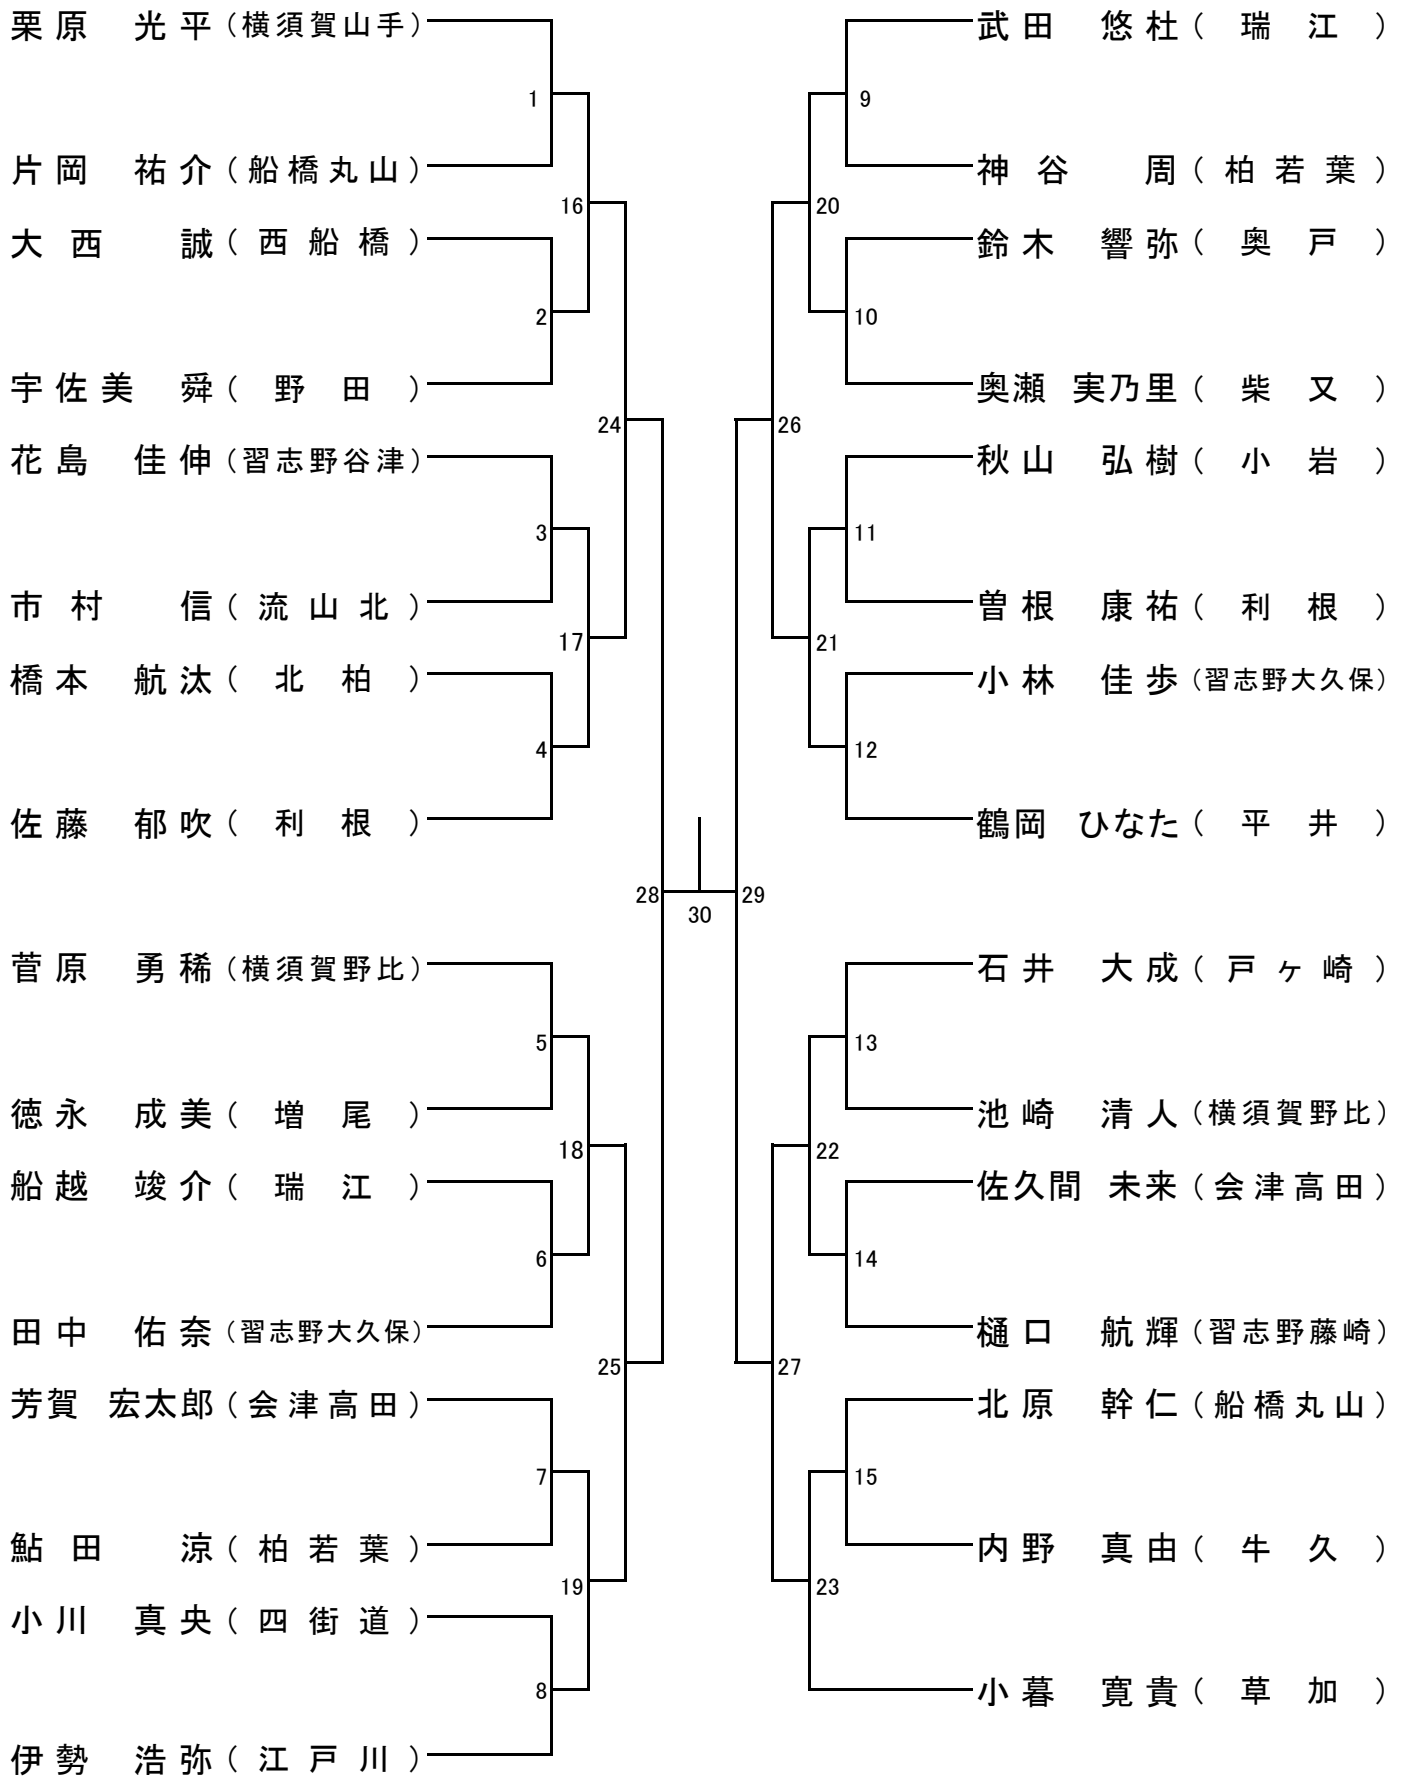 栗原 光平（横須賀山手）
1
片岡 祐介（船橋丸山）
16
大西 誠（西船橋）
2
宇佐美 舜（野田）
24
花島 佳伸（習志野谷津）
3
市村 信（流山北）
17
橋本 航汰（北柏）
4
佐藤 郁吹（利根）
28
菅原 勇稀（横須賀野比）
5
徳永 成美（増尾）
18
船越 竣介（瑞江）
6
田中 佑奈（習志野大久保）
25
芳賀 宏太郎（会津高田）
7
鮎田 涼（柏若葉）
19
小川 真央（四街道）
8
伊勢 浩弥（江戸川）
30
武田 悠杜（瑞江）
9
神谷 周（柏若葉）
20
鈴木 響弥（奥戸）
10
奥瀬 実乃里（柴又）
26
秋山 弘樹（小岩）
11
曽根 康祐（利根）
21
小林 佳歩（習志野大久保）
12
鶴岡 ひなた（平井）
29
石井 大成（戸ヶ崎）
13
池崎 清人（横須賀野比）
22
佐久間 未来（会津高田）
14
樋口 航輝（習志野藤崎）
27
北原 幹仁（船橋丸山）
15
内野 真由（牛久）
23
小暮 寛貴（草加）